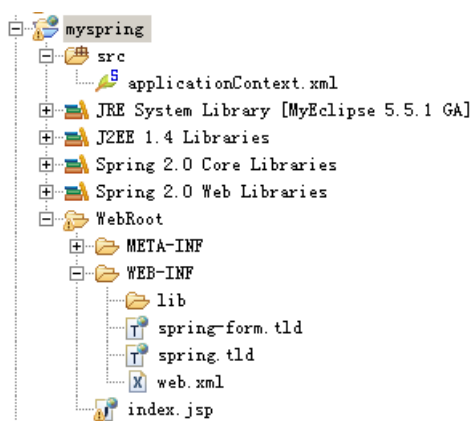 myspring
src
applicationContext.xml
JRE System Library [MyEclipse 5.5.1 GA]
J2EE 1.4 Libraries
Spring 2.0 Core Libraries
Spring 2.0 Web Libraries
WebRoot
META-INF
WEB-INF
lib
spring-form.tld
spring.tld
web.xml
index.jsp